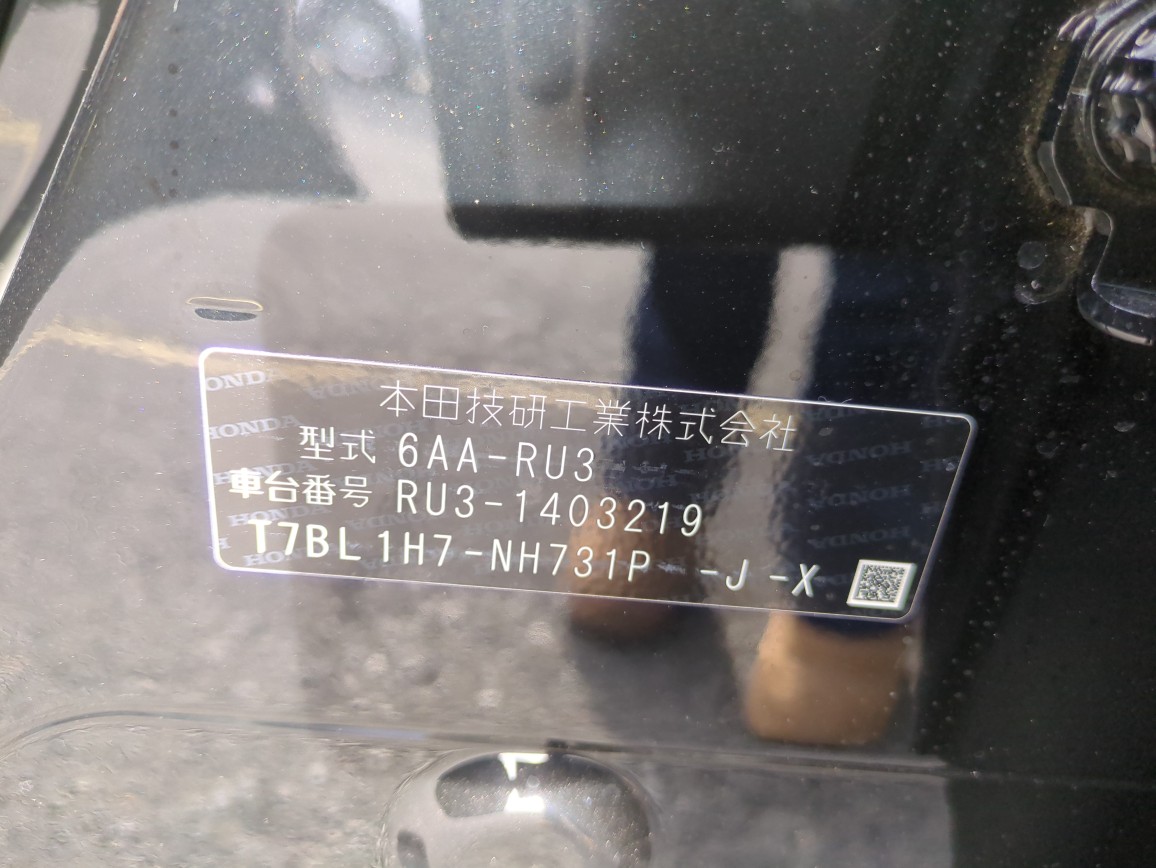 本田技研工業株式会社
型式 6AA-RU3
車台番号 RU3-1403219
T7BL 1H7-NH731P -J -X
HONDA